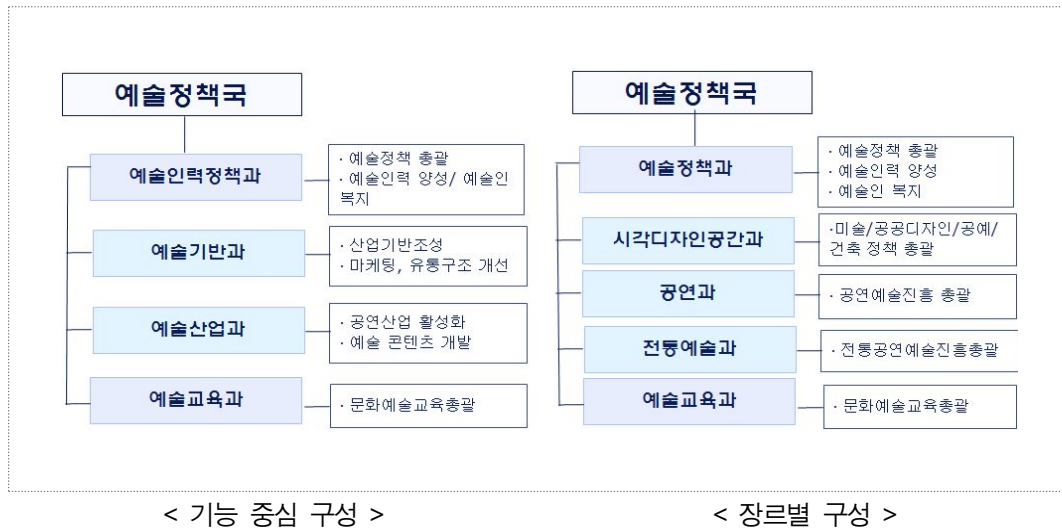 예술정책국
예술인력정책과
· 예술정책 총괄
· 예술인력 양성/ 예술인
복지
예술기반과
· 산업기반조성
· 마케팅, 유통구조 개선
예술산업과
· 공연산업 활성화
· 예술 콘텐츠 개발
예술교육과
· 문화예술교육총괄
예술정책국
예술정책과
· 예술정책 총괄
· 예술인력 양성
· 예술인 복지
시각디자인공간과
·미술/공공디자인/공예/
건축 정책 총괄
공연과
· 공연예술진흥 총괄
전통예술과
· 전통공연예술진흥총괄
예술교육과
· 문화예술교육총괄
< 기능 중심 구성 >
< 장르별 구성 >